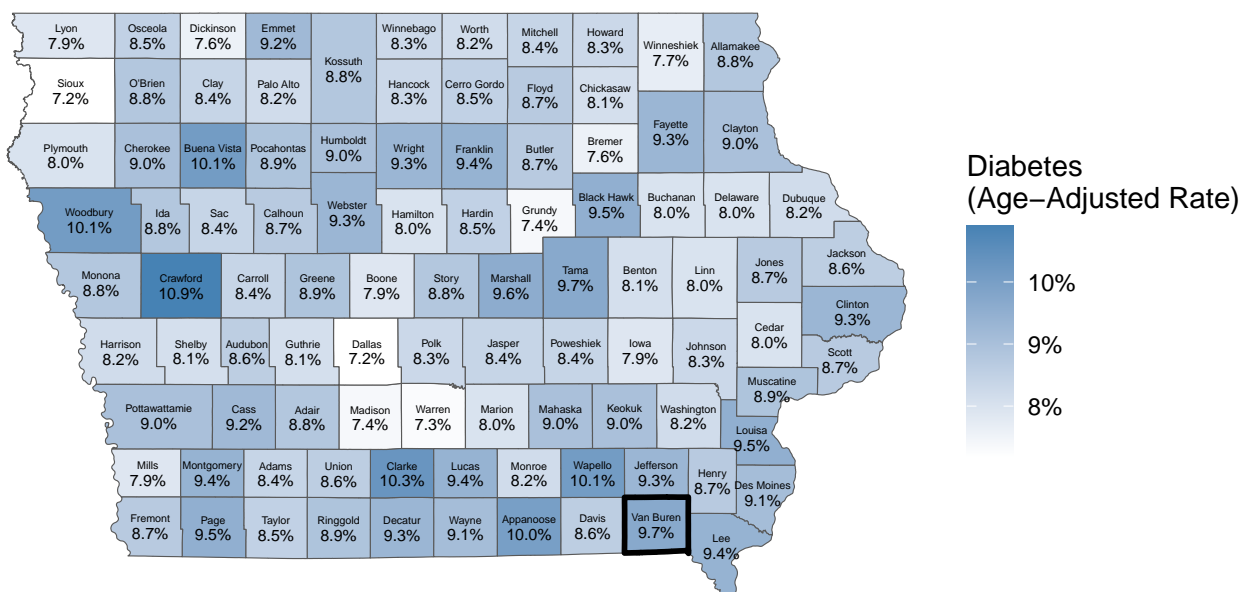 Lyon
7.9%
Osceola
8.5%
Dickinson
7.6%
Emmet
9.2%
Kossuth
8.8%
Winnebago
8.3%
Worth
8.2%
Mitchell
8.4%
Howard
8.3%
Winneshiek
7.7%
Allamakee
8.8%
Sioux
7.2%
O'Brien
8.8%
Clay
8.4%
Palo Alto
8.2%
Hancock
8.3%
Cerro Gordo
8.5%
Floyd
8.7%
Chickasaw
8.1%
Fayette
9.3%
Clayton
9.0%
Plymouth
8.0%
Cherokee
9.0%
Buena Vista
10.1%
Pocahontas
8.9%
Humboldt
9.0%
Wright
9.3%
Franklin
9.4%
Butler
8.7%
Bremer
7.6%
Woodbury
10.1%
Ida
8.8%
Sac
8.4%
Calhoun
8.7%
Webster
9.3%
Hamilton
8.0%
Hardin
8.5%
Grundy
7.4%
Black Hawk
9.5%
Buchanan
8.0%
Delaware
8.0%
Dubuque
8.2%
Monona
8.8%
Crawford
10.9%
Carroll
8.4%
Greene
8.9%
Boone
7.9%
Story
8.8%
Marshall
9.6%
Tama
9.7%
Benton
8.1%
Linn
8.0%
Jones
8.7%
Jackson
8.6%
Clinton
9.3%
Harrison
8.2%
Shelby
8.1%
Audubon
8.6%
Guthrie
8.1%
Dallas
7.2%
Polk
8.3%
Jasper
8.4%
Poweshiek
8.4%
Iowa
7.9%
Johnson
8.3%
Cedar
8.0%
Scott
8.7%
Muscatine
8.9%
Pottawattamie
9.0%
Cass
9.2%
Adair
8.8%
Madison
7.4%
Warren
7.3%
Marion
8.0%
Mahaska
9.0%
Keokuk
9.0%
Washington
8.2%
Louisa
9.5%
Mills
7.9%
Montgomery
9.4%
Adams
8.4%
Union
8.6%
Clarke
10.3%
Lucas
9.4%
Monroe
8.2%
Wapello
10.1%
Jefferson
9.3%
Henry
8.7%
Des Moines
9.1%
Fremont
8.7%
Page
9.5%
Taylor
8.5%
Ringgold
8.9%
Decatur
9.3%
Wayne
9.1%
Appanoose
10.0%
Davis
8.6%
Van Buren
9.7%
Lee
9.4%
Diabetes
(Age−Adjusted Rate)
10%
9%
8%